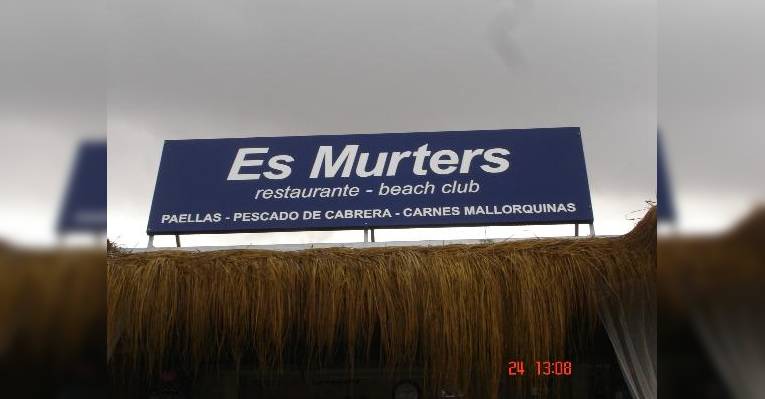 Es Murters
restaurante - beach club
PAELLAS - PESCADO DE CABRERA - CARNES MALLORQUINAS
24 13:08